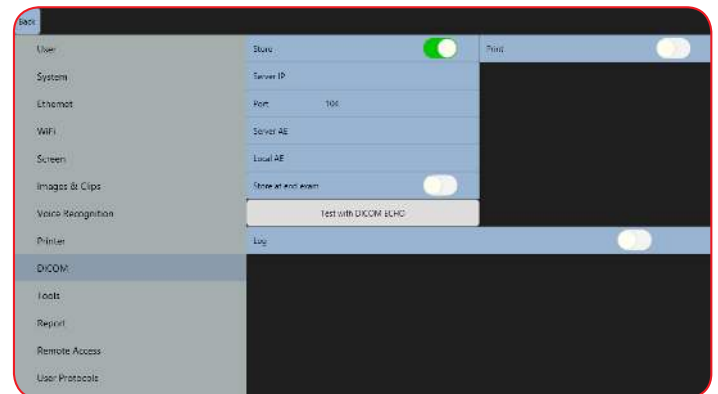 Back
User
System
Ethernet
WiFi
Screen
Images & Clips
Voice Recognition
Printer
DICOM
Tools
Report
Remote Access
User Protocols
Store
Server IP
Port 104
Server AE
Local AE
Store at end exam
Test with DICOM ECHO
Log
Print